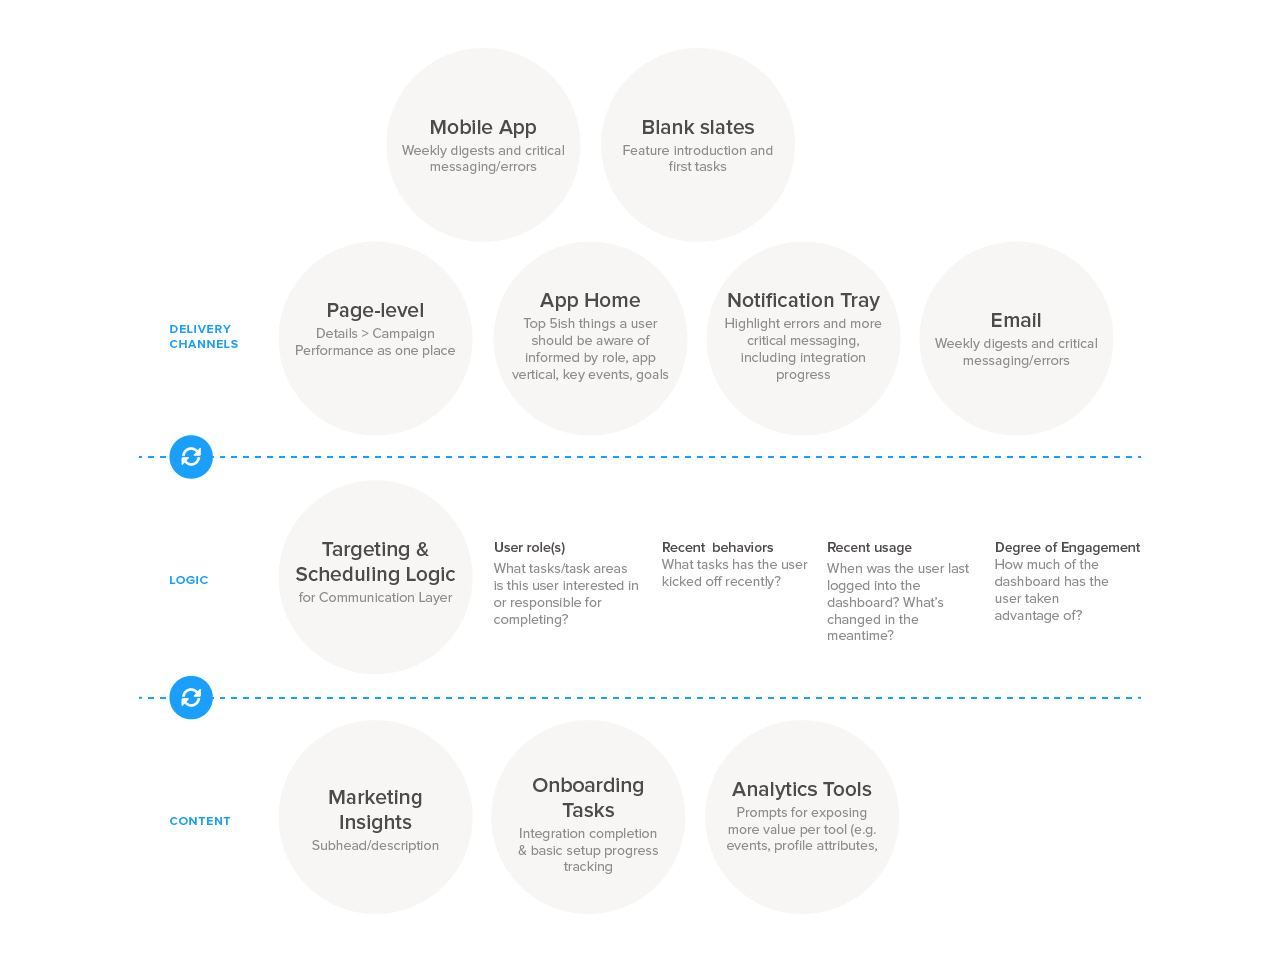 Mobile App
Weekly digests and critical
messaging/errors
Blank slates
Feature introduction and
first tasks
DELIVERY
CHANNELS
Page-level
Details > Campaign
Performance as one place
App Home
Top 5ish things a user
should be aware of
informed by role, app
vertical, key events, goals
Notification Tray
Highlight errors and more
critical messaging,
including integration
progress
Email
Weekly digests and critical
messaging/errors
LOGIC
Targeting &
Scheduling Logic
for Communication Layer
User role(s)
What tasks/task areas
is this user interested in
or responsible for
completing?
Recent behaviors
What tasks has the user
kicked off recently?
Recent usage
When was the user last
logged into the
dashboard? What's
changed in the
meantime?
Degree of Engagement
How much of the
dashboard has the
user taken
advantage of?
CONTENT
Marketing
Insights
Subhead/description
Onboarding
Tasks
Integration completion
& basic setup progress
tracking
Analytics Tools
Prompts for exposing
more value per tool (e.g.
events, profile attributes,